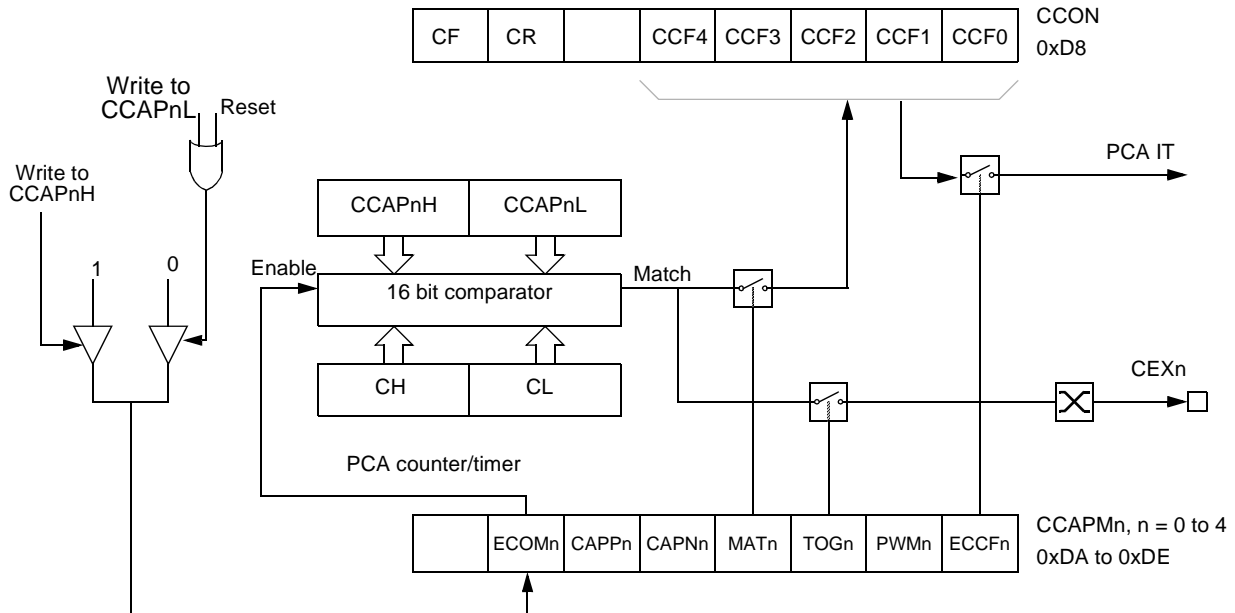 CF CR CCF4 CCF3 CCF2 CCF1 CCF0
CCON
0xD8
Write to
CCAPnL
Reset
Write to
CCAPnH
PCA IT
CCAPnH CCAPnL
1 0
Enable
16 bit comparator
Match
CH CL
CEXn
PCA counter/timer
ECOMn CAPPn CAPNn MATn TOGn PWMn ECCFn
CCAPMn, n = 0 to 4
0xDA to 0xDE